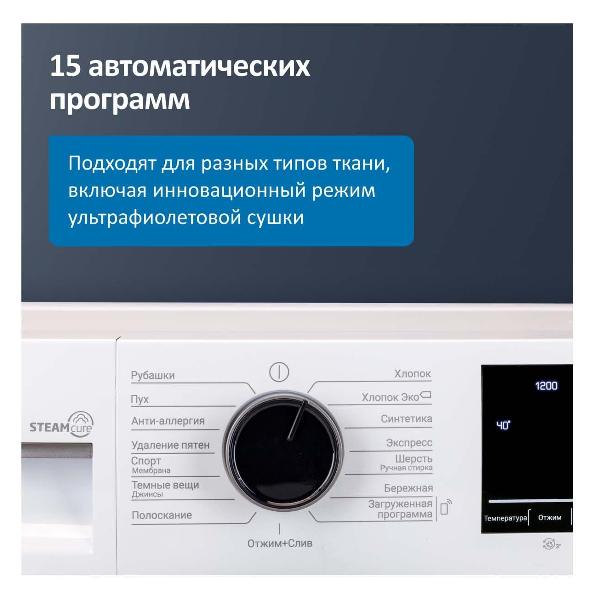 15 автоматических
программ
Подходят для разных типов ткани,
включая инновационный режим
ультрафиолетовой сушки
Рубашки
Пух
Анти-аллергия
Удаление пятен
Спорт
Мембрана
Темные вещи
Джинсы
Полоскание
Отжим+Слив
Хлопок
Хлопок Эко
Синтетика
Экспресс
Шерсть
Ручная стирка
Бережная
Загруженная
программа
STEAMcure
1200
40°
Температура
Отжим